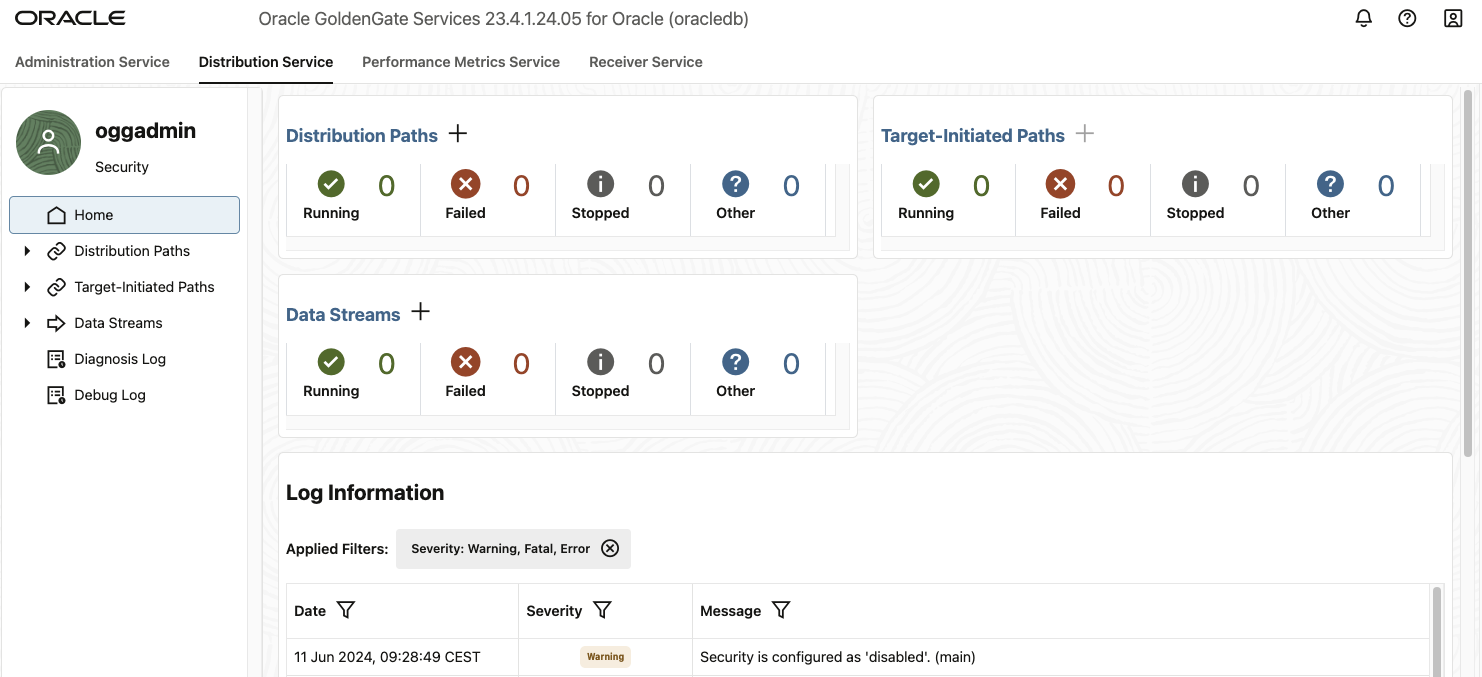 ORACLE
Oracle GoldenGate Services 23.4.1.24.05 for Oracle (oracledb)
Administration Service
Distribution Service
Performance Metrics Service
Receiver Service
oggadmin
Security
Home
Distribution Paths
Target-Initiated Paths
Data Streams
Diagnosis Log
Debug Log
Distribution Paths
0 0 0 0
Running Failed Stopped Other
Target-Initiated Paths
0 0 0 0
Running Failed Stopped Other
Data Streams
0 0 0 0
Running Failed Stopped Other
Log Information
Applied Filters: Severity: Warning, Fatal, Error
Date Severity Message
11 Jun 2024, 09:28:49 CEST Warning Security is configured as 'disabled'. (main)